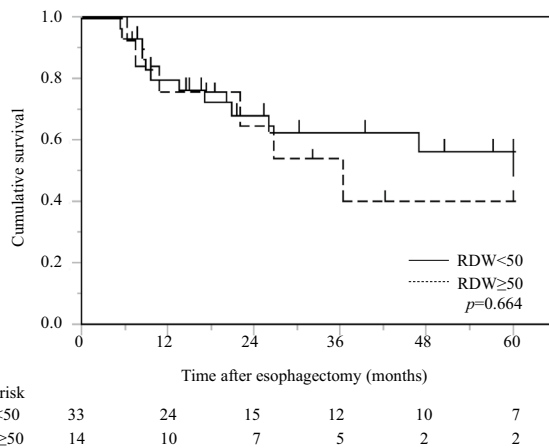 1.0
0.8
0.6
0.4
0.2
0.0
Cumulative survival
RDW<50
RDW≥50
p=0.664
0 12 24 36 48 60
Time after esophagectomy (months)
risk
<50 33 24 15 12 10 7
≥50 14 10 7 5 2 2